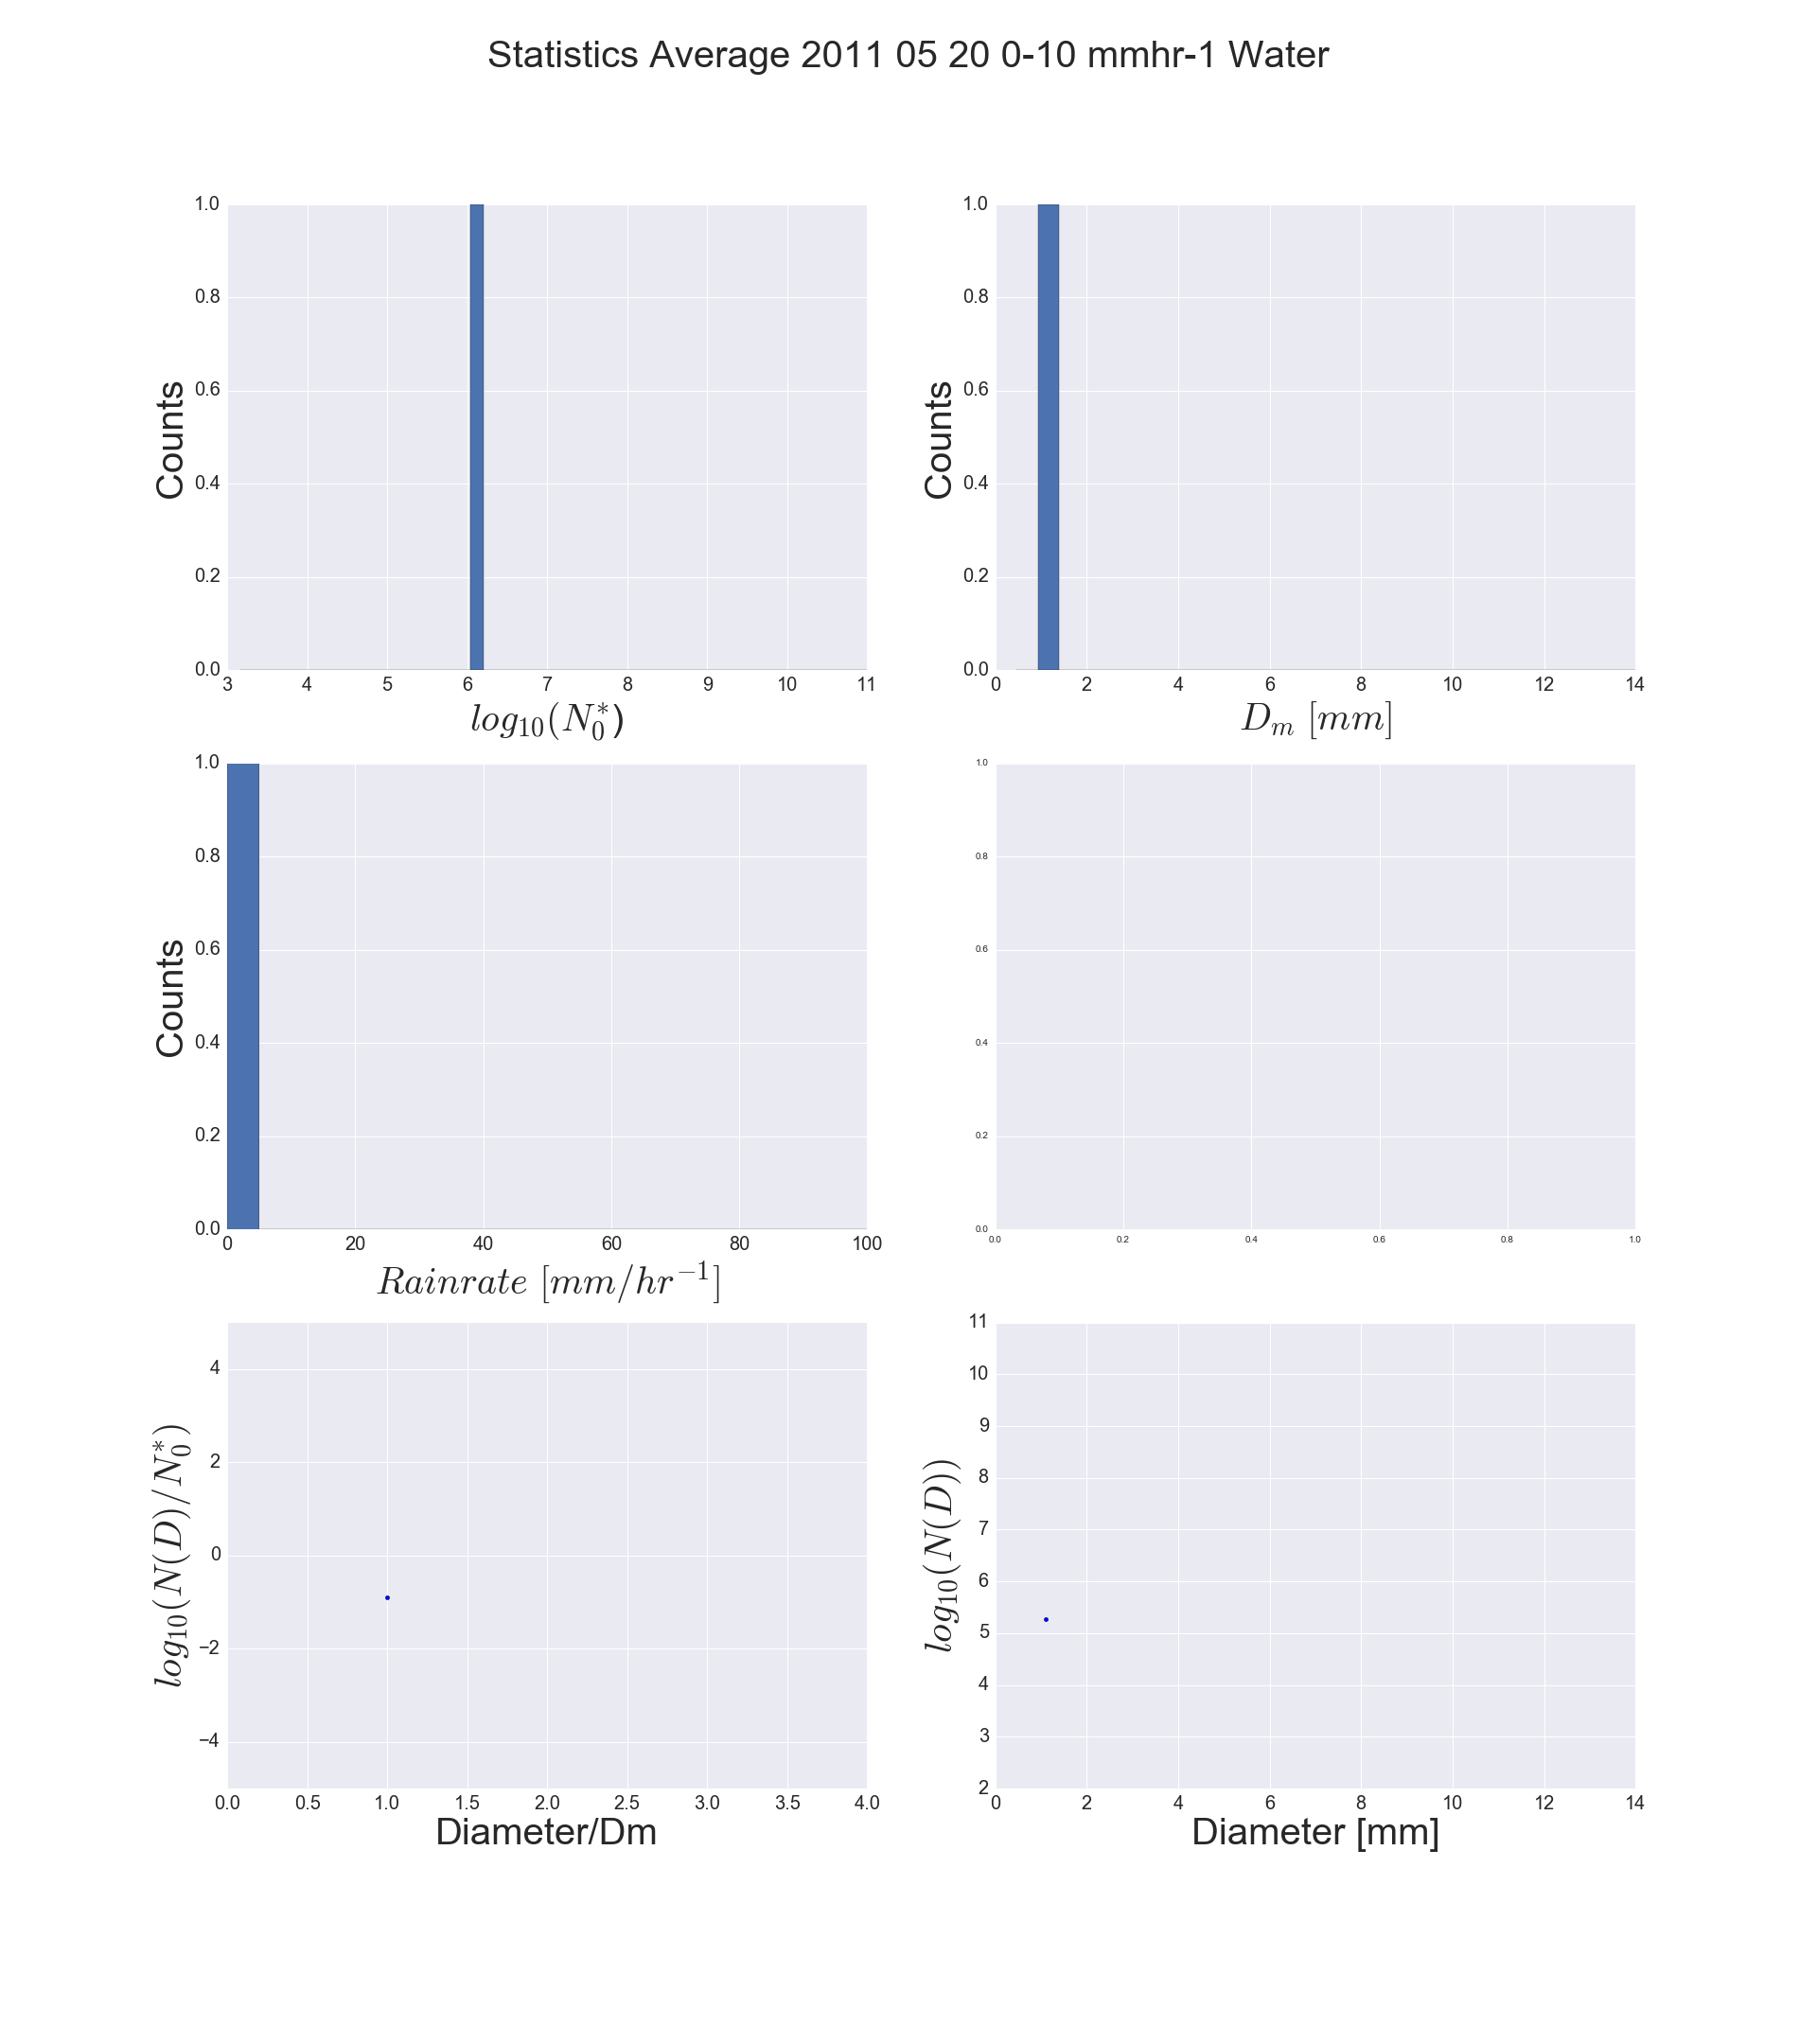 Statistics Average 2011 05 20 0-10 mmhr-1 Water
1.0
0.8
0.6
0.4
0.2
0.0
Counts
3 4 5 6 7 8 9 10 11
log₁₀(N₀*)
1.0
0.8
0.6
0.4
0.2
0.0
Counts
0 2 4 6 8 10 12 14
Dₘ [mm]
1.0
0.8
0.6
0.4
0.2
0.0
Counts
0 20 40 60 80 100
Rainrate [mm/hr⁻¹]
1.0
0.8
0.6
0.4
0.2
0.0
0.0 0.2 0.4 0.6 0.8 1.0
4
2
0
−2
−4
log₁₀(N(D)/N₀*)
0.0 0.5 1.0 1.5 2.0 2.5 3.0 3.5 4.0
Diameter/Dm
11
10
9
8
7
6
5
4
3
2
log₁₀(N(D))
0 2 4 6 8 10 12 14
Diameter [mm]